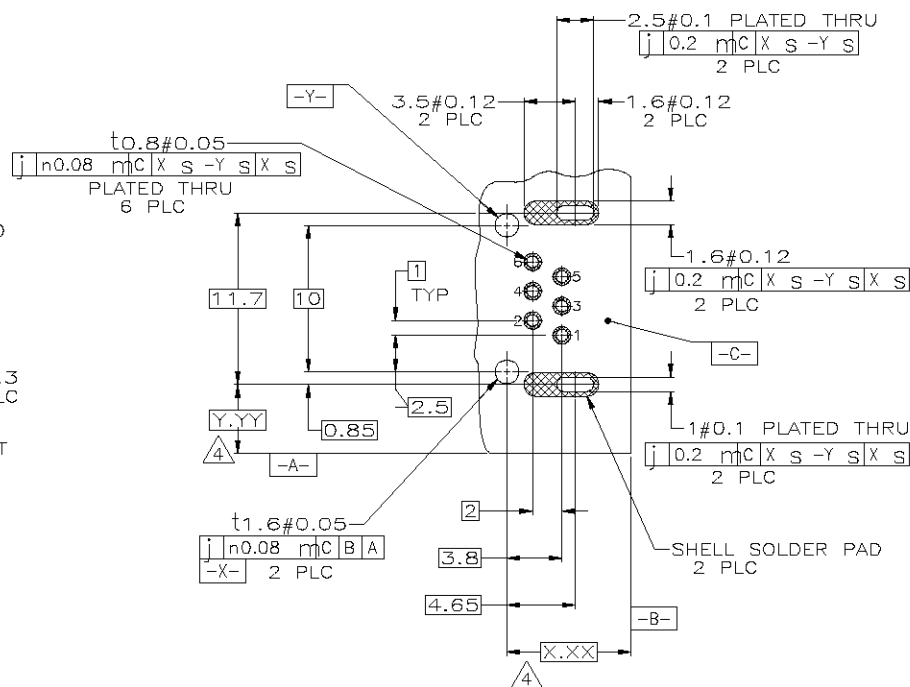 2.5#0.1 PLATED THRU
j 0.2 mC X s -Y s
2 PLC
-Y-
3.5#0.12
2 PLC
1.6#0.12
2 PLC
t0.8#0.05
j n0.08 mC X s -Y s X s
PLATED THRU
6 PLC
1
TYP
6
5
4
3
2
1
11.7
10
1.6#0.12
j 0.2 mC X s -Y s X s
2 PLC
-C-
.3
2.5
Y.YY
0.85
4
-A-
T
1#0.1 PLATED THRU
j 0.2 mC X s -Y s X s
2 PLC
t1.6#0.05
j n0.08 mC B A
-X- 2 PLC
2
3.8
SHELL SOLDER PAD
2 PLC
4.65
-B-
X.XX
4